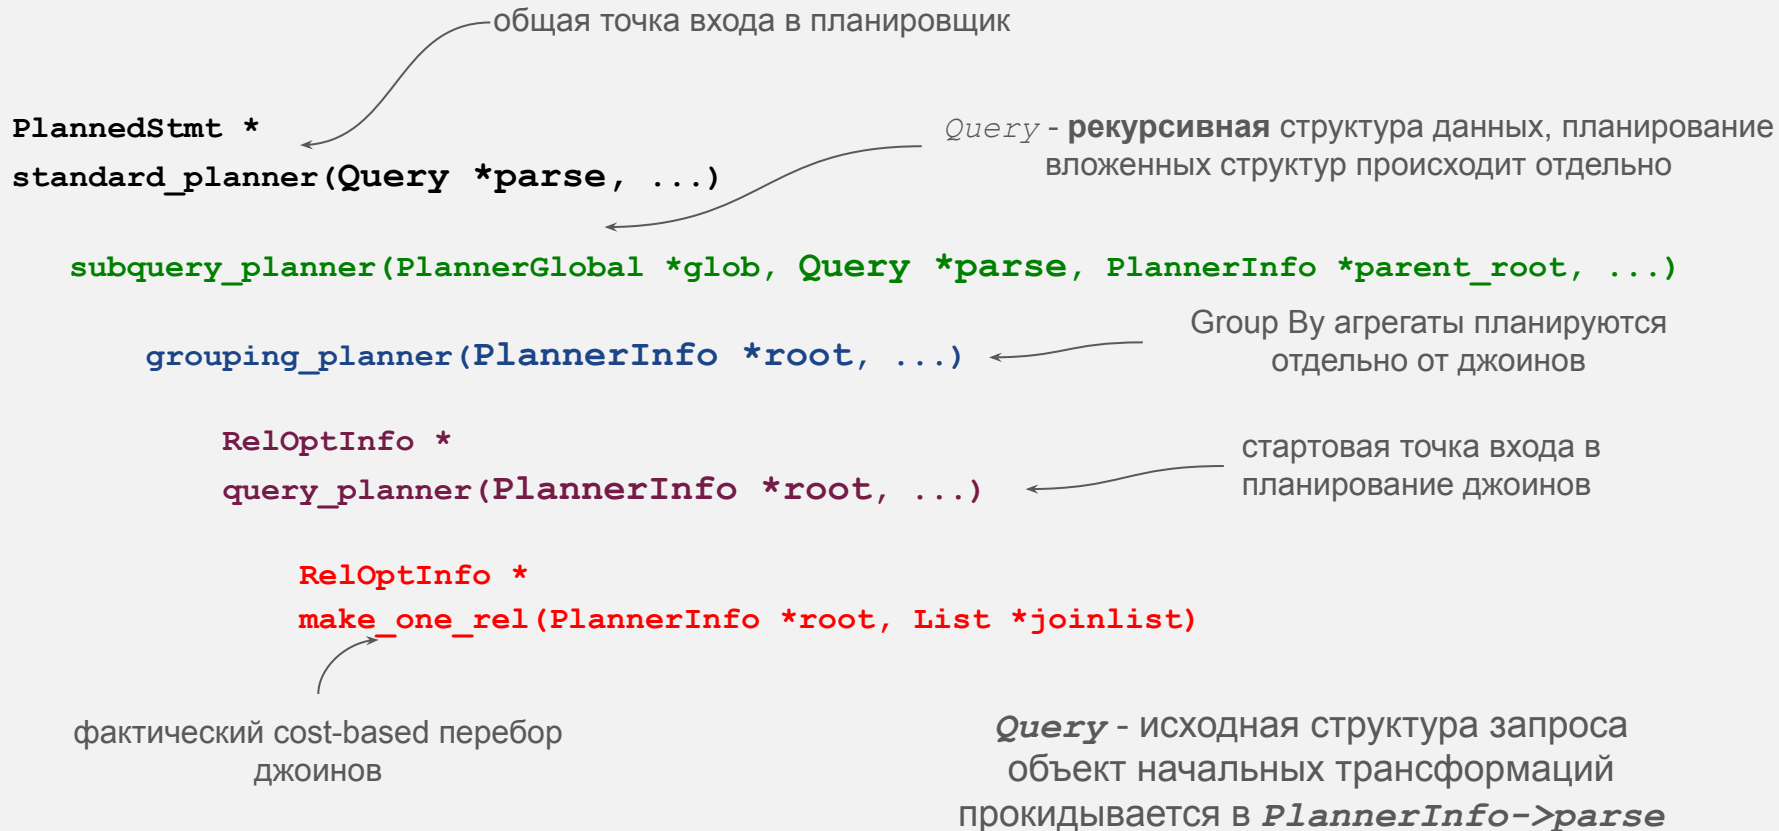 общая точка входа в планировщик
PlannedStmt *
standard_planner(Query *parse, ...)
Query - рекурсивная структура данных, планирование
вложенных структур происходит отдельно
subquery_planner(PlannerGlobal *glob, Query *parse, PlannerInfo *parent_root, ...)
Group By агрегаты планируются
отдельно от джоинов
grouping_planner(PlannerInfo *root, ...)
RelOptInfo *
query_planner(PlannerInfo *root, ...)
стартовая точка входа в
планирование джоинов
RelOptInfo *
make_one_rel(PlannerInfo *root, List *joinlist)
фактический cost-based перебор
джоинов
Query - исходная структура запроса
объект начальных трансформаций
прокидывается в PlannerInfo->parse